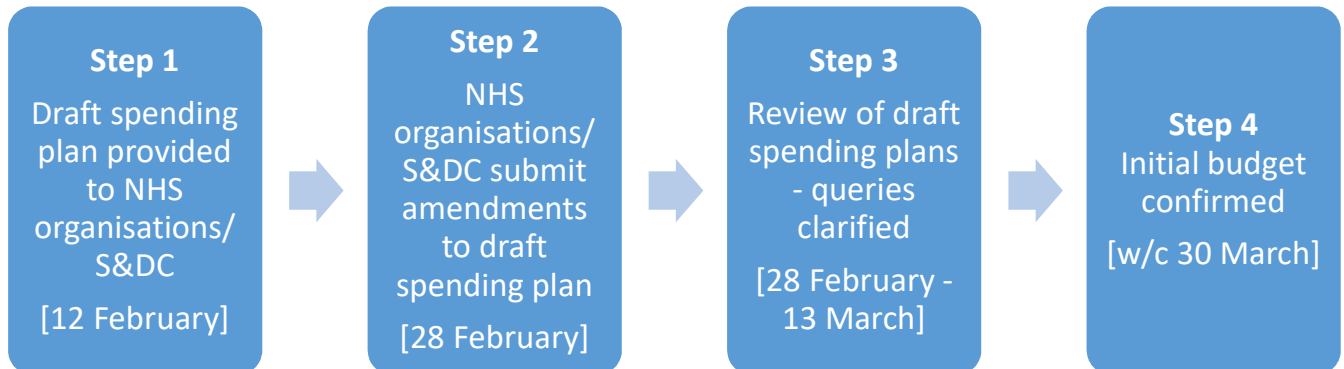 Step 1
Draft spending
plan provided
to NHS
organisations/
S&DC
[12 February]
Step 2
NHS
organisations/
S&DC submit
amendments
to draft
spending plan
[28 February]
Step 3
Review of draft
spending plans
- queries
clarified
[28 February -
13 March]
Step 4
Initial budget
confirmed
[w/c 30 March]